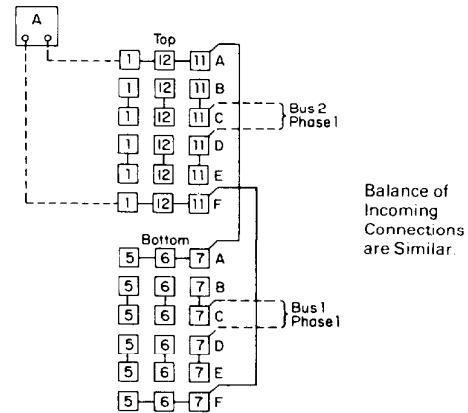 A
Top
1 12 11 A
1 12 11 B
1 12 11 C
Bus 2
Phase 1
1 12 11 D
1 12 11 E
1 12 11 F
Balance of
Incoming
Connections
are Similar.
Bottom
5 6 7 A
5 6 7 B
5 6 7 C
Bus 1
Phase 1
5 6 7 D
5 6 7 E
5 6 7 F